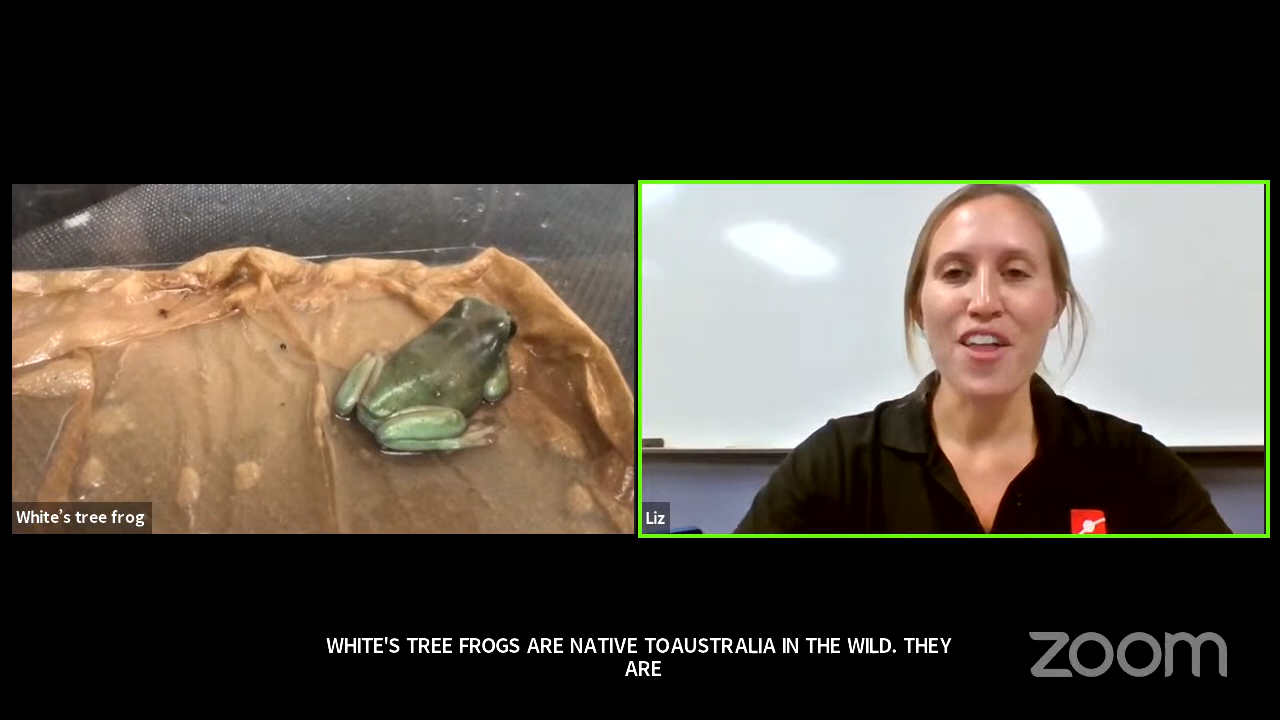 White's tree frog
Liz
WHITE'S TREE FROGS ARE NATIVE TOAUSTRALIA IN THE WILD. THEY
ARE
zoom